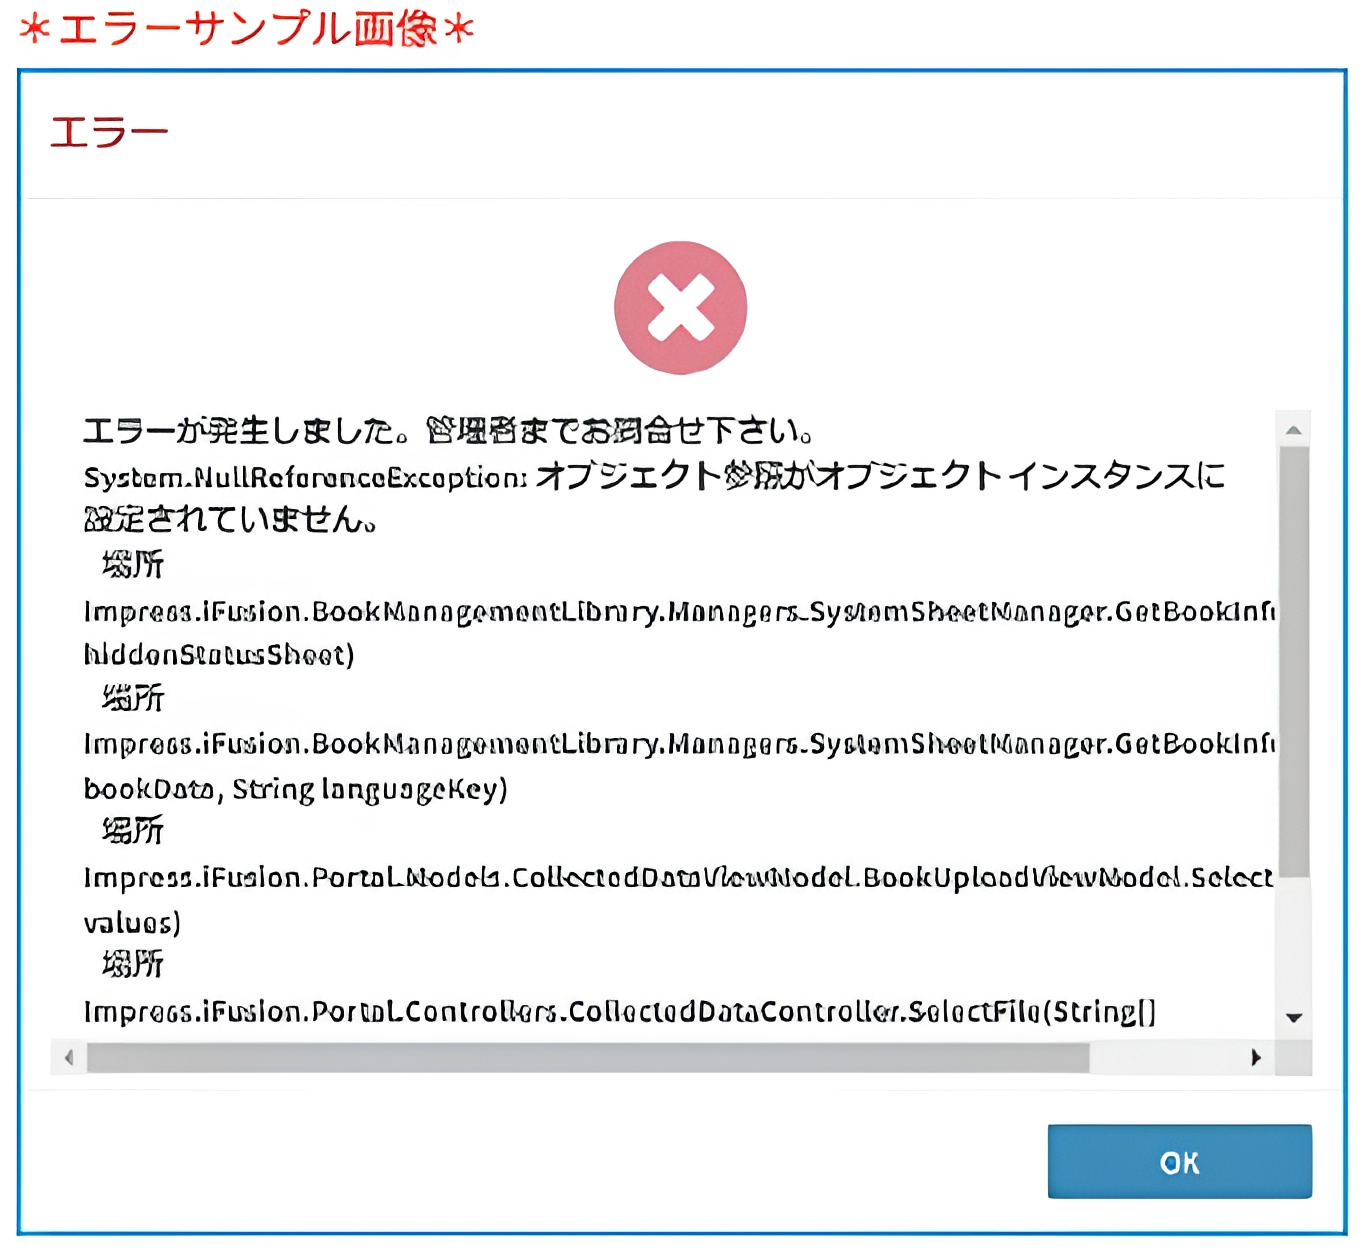 ＊エラーサンプル画像＊
エラー
エラーが発生しました。管理者までお問合せ下さい。
System.NullReferenceException: オブジェクト参照がオブジェクト インスタンスに
設定されていません。
場所
Impress.iFusion.BookManagementLibrary.Managers.SystemSheetManager.GetBookInf
hiddenStatusSheet)
場所
Impress.iFusion.BookManagementLibrary.Managers.SystemSheetManager.GetBookInf
bookData, String languageKey)
場所
Impress.iFusion.Portal.Models.CollectedDataViewModel.BookUploadViewModel.Select
values)
場所
Impress.iFusion.Portal.Controllers.CollectedDataController.SelectFile(String[]
OK